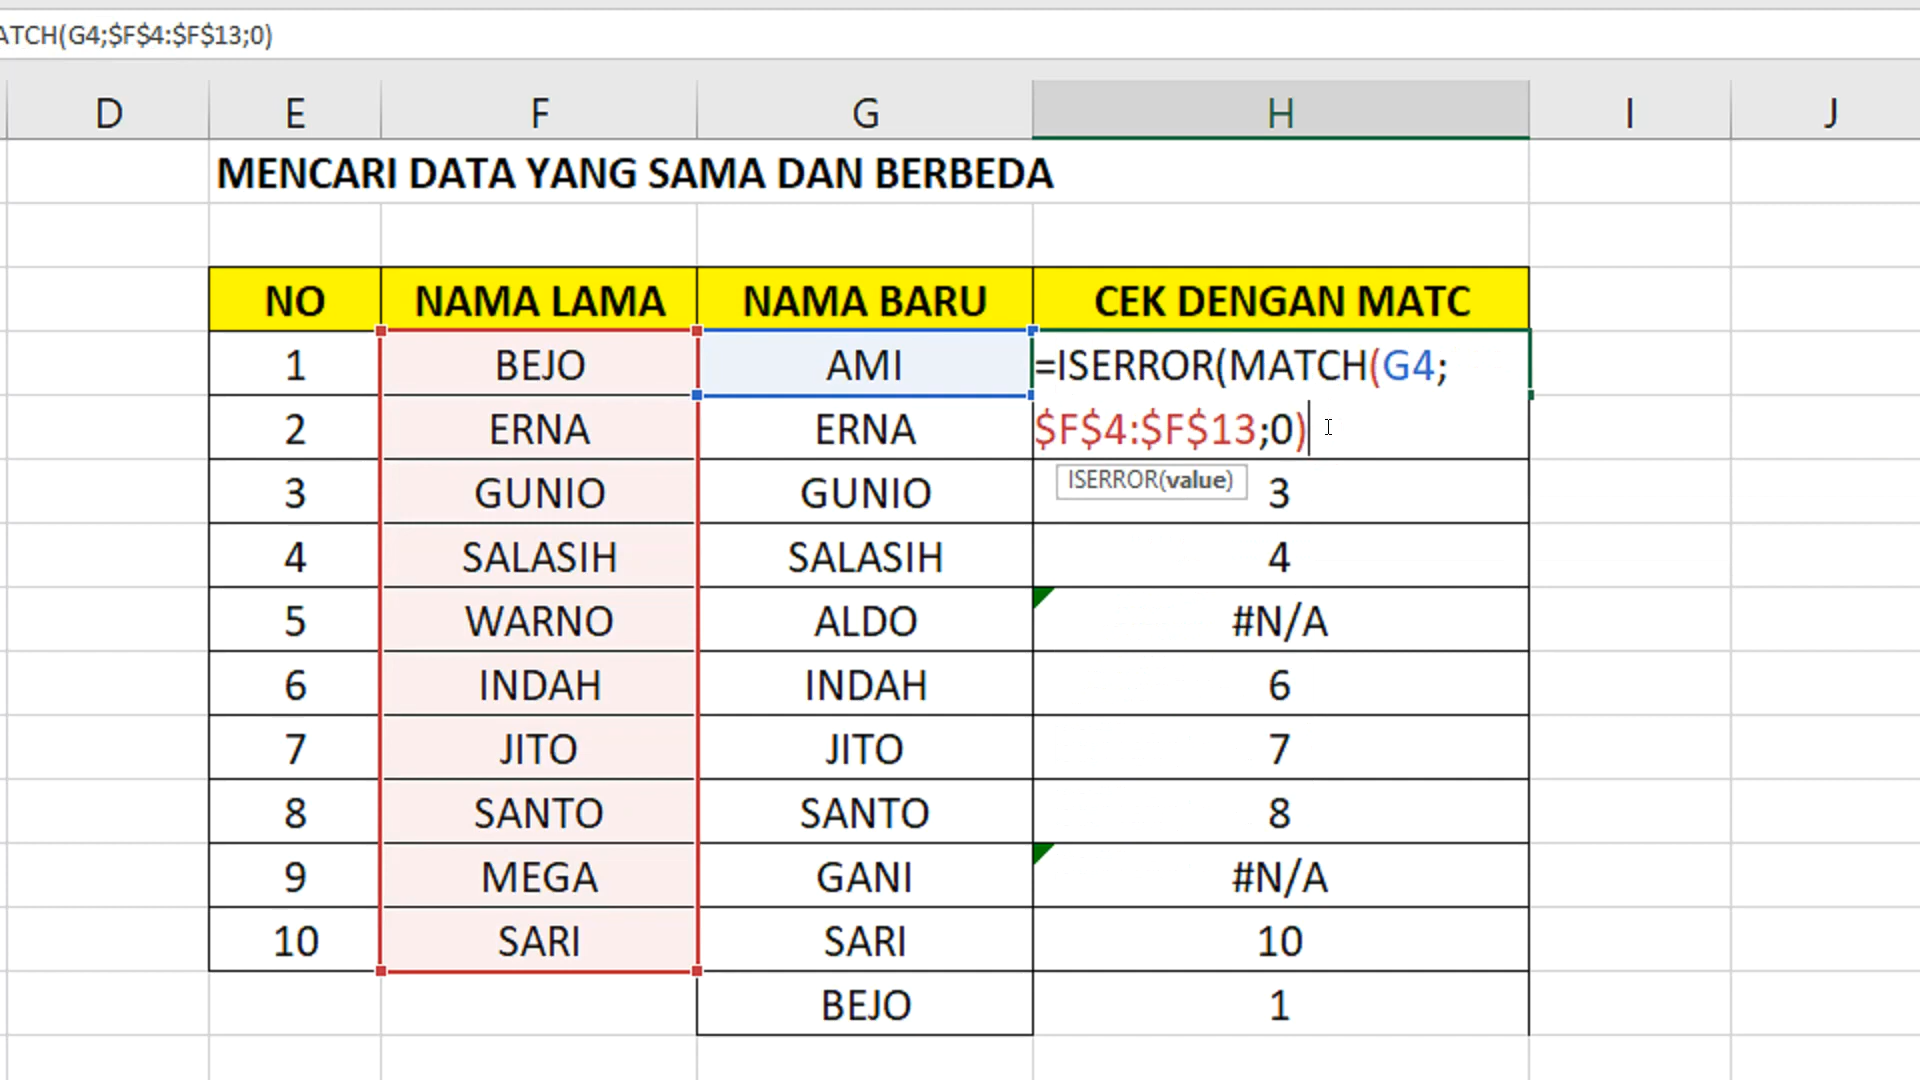 ATCH(G4;$F$4:$F$13;0)
D E F G H I J
MENCARI DATA YANG SAMA DAN BERBEDA
NO NAMA LAMA NAMA BARU CEK DENGAN MATC
1 BEJO AMI =ISERROR(MATCH(G4;
2 ERNA ERNA $F$4:$F$13;0)
ISERROR(value)
3 GUNIO GUNIO 3
4 SALASIH SALASIH 4
5 WARNO ALDO #N/A
6 INDAH INDAH 6
7 JITO JITO 7
8 SANTO SANTO 8
9 MEGA GANI #N/A
10 SARI SARI 10
BEJO 1